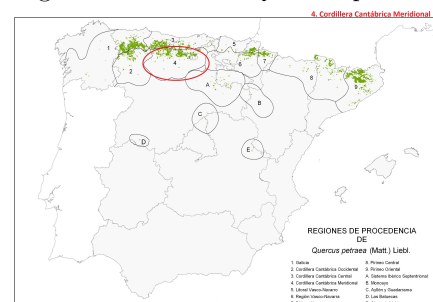 4. Cordillera Cantábrica Meridional
1
2
3
4
5
6
7
8
9
A
B
C
D
E
REGIONES DE PROCEDENCIA
DE
Quercus petraea (Matt.) Liebl.
1. Galicia
2. Cordillera Cantábrica Occidental
3. Cordillera Cantábrica Central
4. Cordillera Cantábrica Meridional
5. Litoral Vasco-Navarro
6. Región Vasco-Navarra
8. Pirineo Central
9. Pirineo Oriental
A. Sistema Ibérico Septentrional
B. Moncayo
C. Ayllón y Guadarrama
D. Las Batuecas